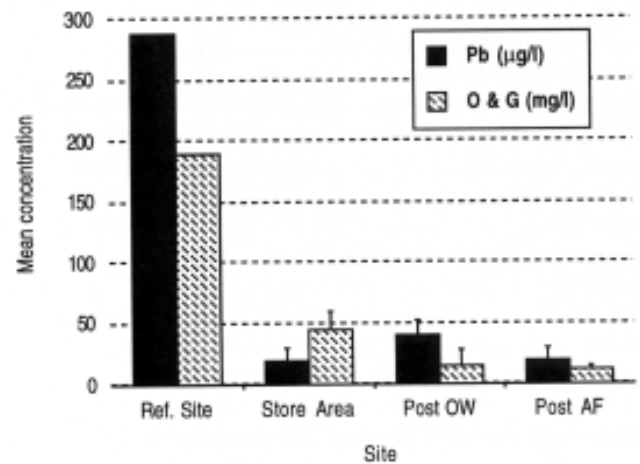 300
250
200
150
100
50
0
Mean concentration
Pb (µg/l)
O & G (mg/l)
Ref. Site
Store Area
Post OW
Post AF
Site